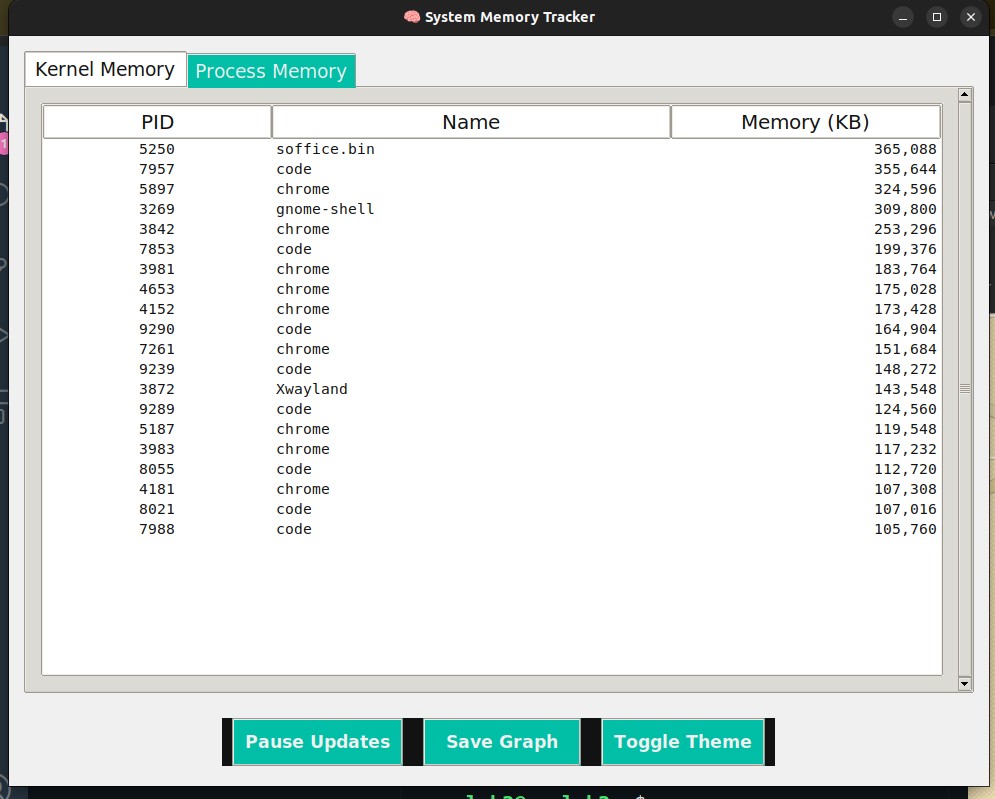 System Memory Tracker
Kernel Memory Process Memory
PID Name Memory (KB)
5250 soffice.bin 365,088
7957 code 355,644
5897 chrome 324,596
3269 gnome-shell 309,800
3842 chrome 253,296
7853 code 199,376
3981 chrome 183,764
4653 chrome 175,028
4152 chrome 173,428
9290 code 164,904
7261 chrome 151,684
9239 code 148,272
3872 Xwayland 143,548
9289 code 124,560
5187 chrome 119,548
3983 chrome 117,232
8055 code 112,720
4181 chrome 107,308
8021 code 107,016
7988 code 105,760
Pause Updates Save Graph Toggle Theme